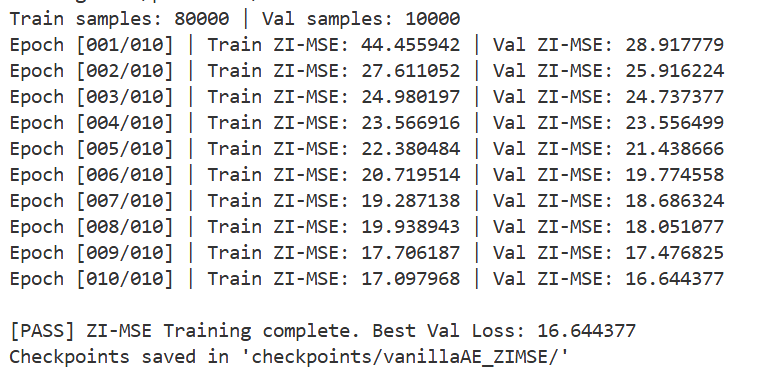 Train samples: 80000 | Val samples: 10000
Epoch [001/010] | Train ZI-MSE: 44.455942 | Val ZI-MSE: 28.917779
Epoch [002/010] | Train ZI-MSE: 27.611052 | Val ZI-MSE: 25.916224
Epoch [003/010] | Train ZI-MSE: 24.980197 | Val ZI-MSE: 24.737377
Epoch [004/010] | Train ZI-MSE: 23.566916 | Val ZI-MSE: 23.556499
Epoch [005/010] | Train ZI-MSE: 22.380484 | Val ZI-MSE: 21.438666
Epoch [006/010] | Train ZI-MSE: 20.719514 | Val ZI-MSE: 19.774558
Epoch [007/010] | Train ZI-MSE: 19.287138 | Val ZI-MSE: 18.686324
Epoch [008/010] | Train ZI-MSE: 19.938943 | Val ZI-MSE: 18.051077
Epoch [009/010] | Train ZI-MSE: 17.706187 | Val ZI-MSE: 17.476825
Epoch [010/010] | Train ZI-MSE: 17.097968 | Val ZI-MSE: 16.644377
[PASS] ZI-MSE Training complete. Best Val Loss: 16.644377
Checkpoints saved in 'checkpoints/vanillaAE_ZIMSE/'